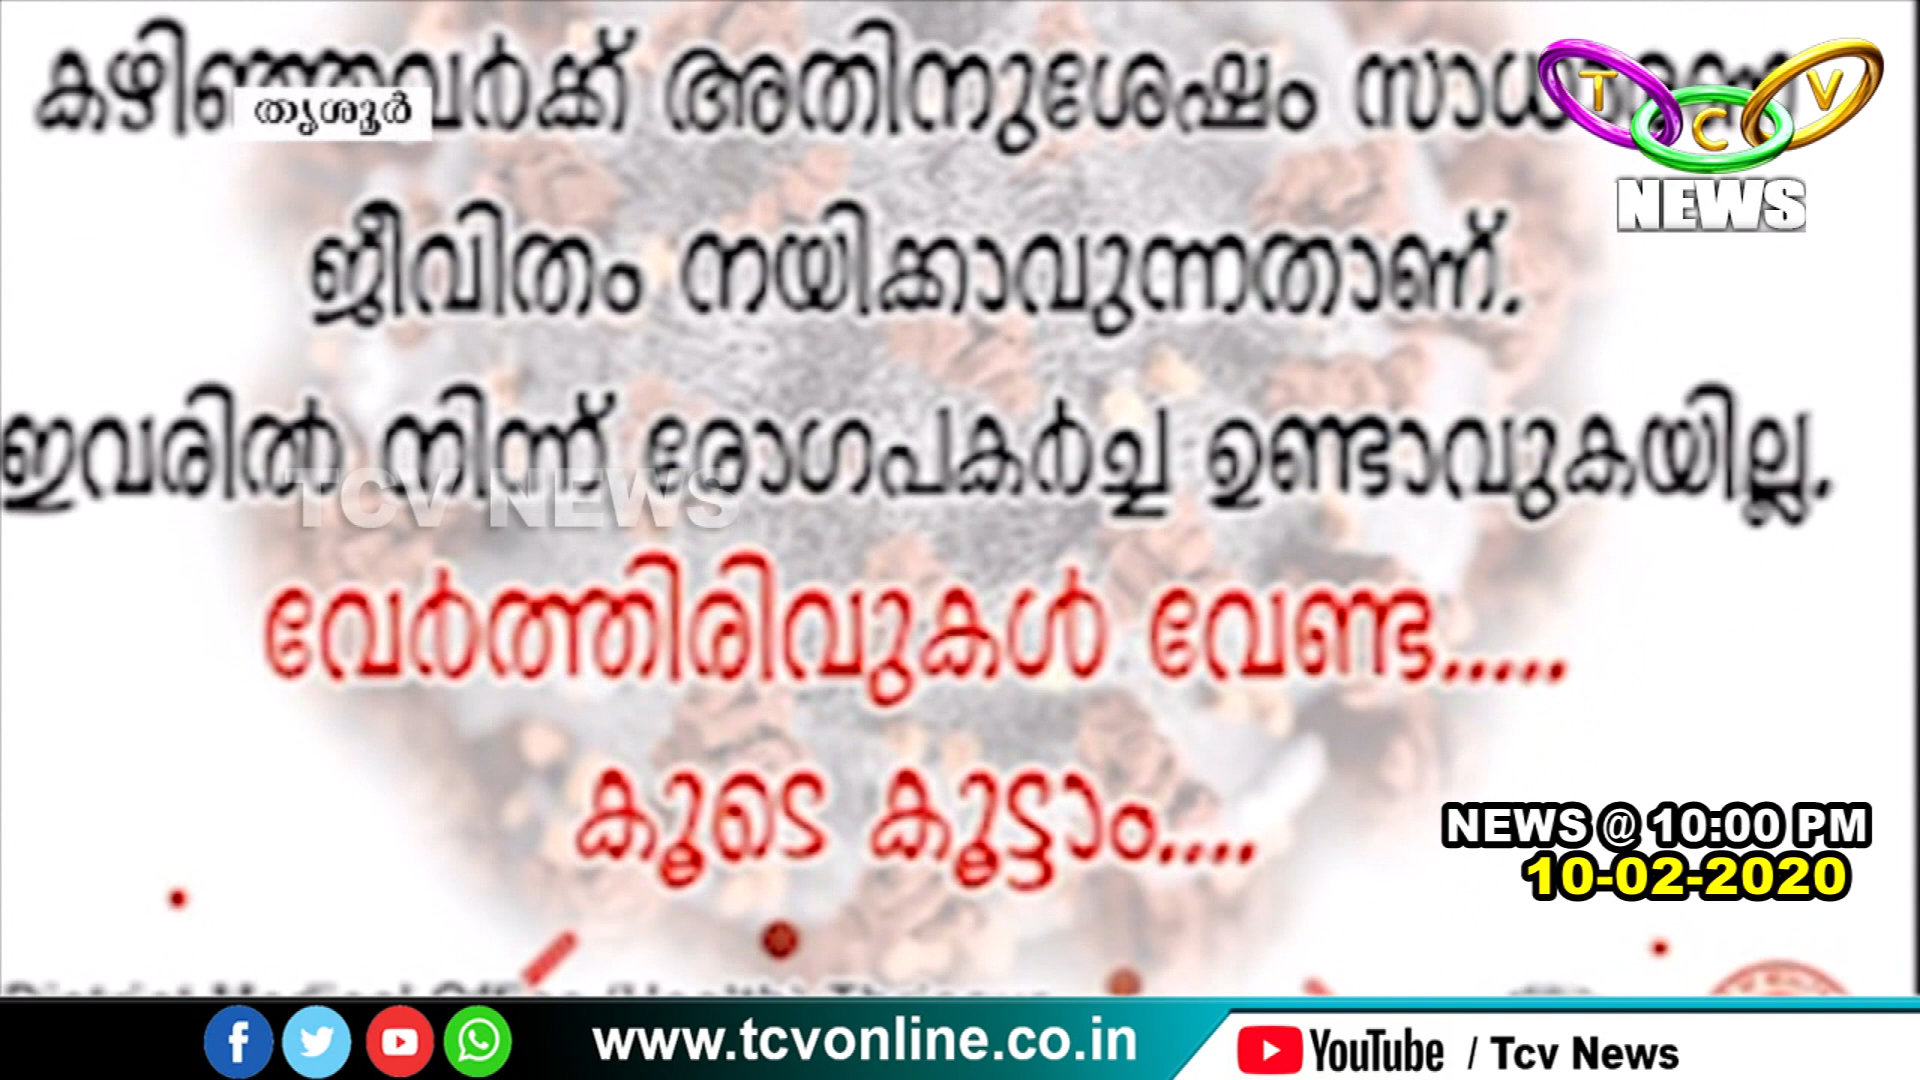 കഴിഞ്ഞവർക്ക് അതിനുശേഷം
തൃശൂർ
T C V
NEWS
ജീവിതം നയിക്കാവുന്നതാണ്.
ഇവരിൽ നിന്ന് രോഗപകർച്ച ഉണ്ടാവുകയില്ല.
TCV NEWS
വേർത്തിരിവുകൾ വേണ്ട.....
കൂടെ കൂട്ടാം....
NEWS @ 10:00 PM
10-02-2020
www.tcvonline.co.in
YouTube / Tcv News